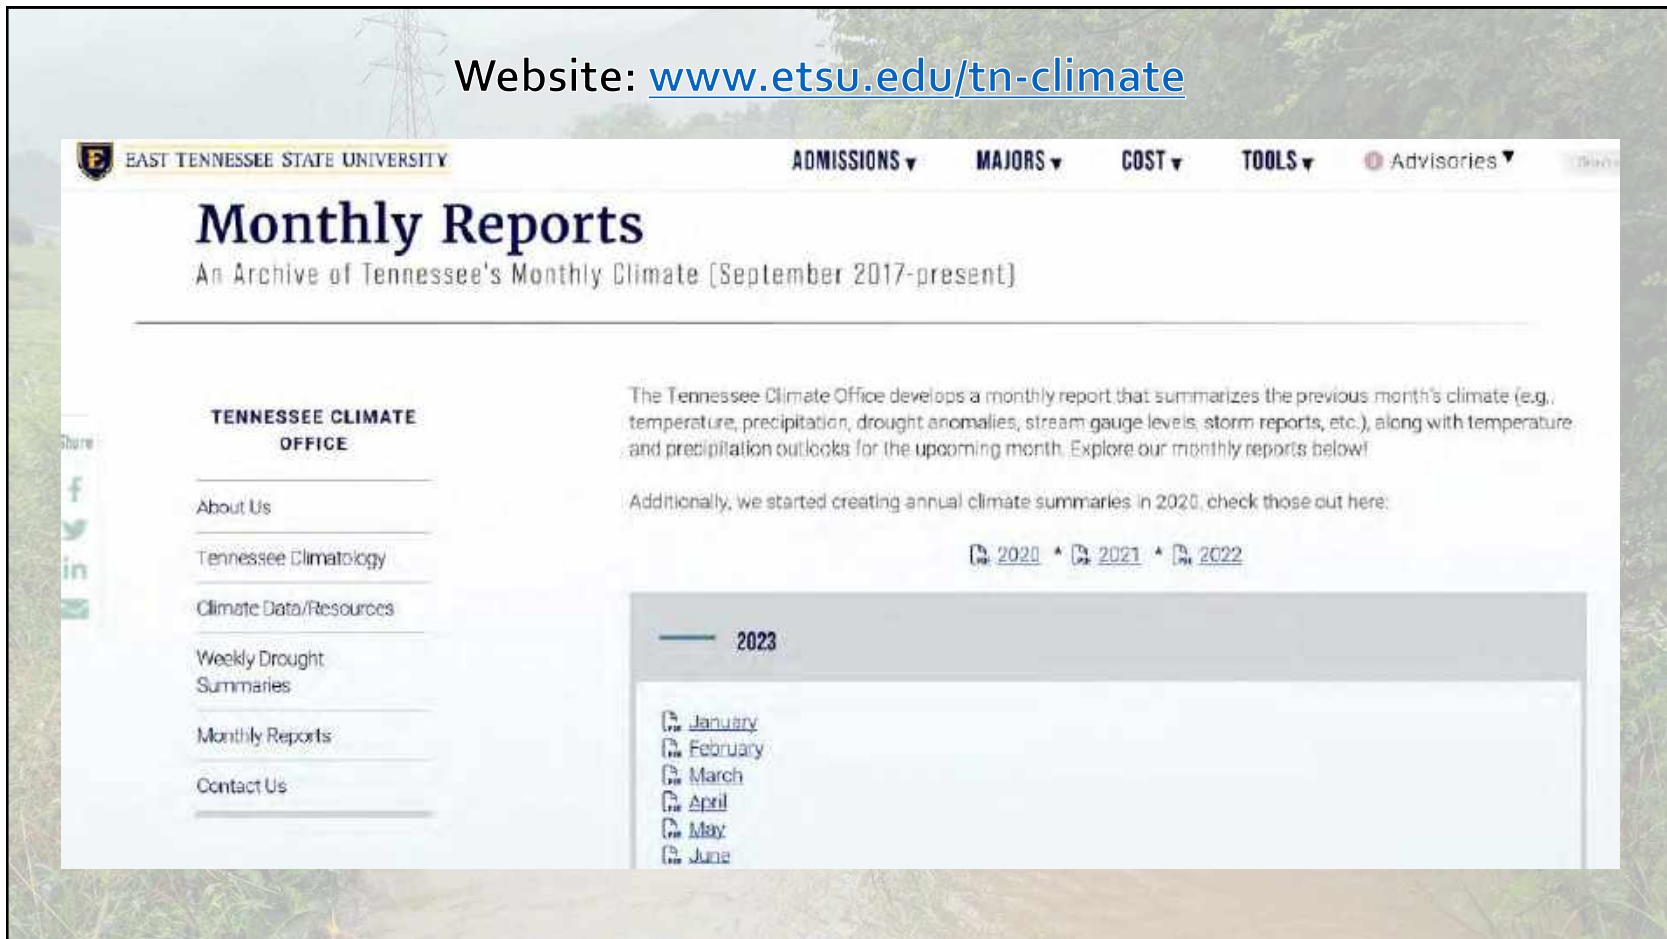 Website: www.etsu.edu/tn-climate
EAST TENNESSEE STATE UNIVERSITY
ADMISSIONS ▼ MAJORS ▼ COST ▼ TOOLS ▼ Advisories ▼
Monthly Reports
An Archive of Tennessee's Monthly Climate (September 2017-present)
Share
TENNESSEE CLIMATE
OFFICE
About Us
Tennessee Climatology
Climate Data/Resources
Weekly Drought
Summaries
Monthly Reports
Contact Us
The Tennessee Climate Office develops a monthly report that summarizes the previous month's climate (e.g.,
temperature, precipitation, drought anomalies, stream gauge levels, storm reports, etc.), along with temperature
and precipitation outlooks for the upcoming month. Explore our monthly reports below!
Additionally, we started creating annual climate summaries in 2020, check those out here:
2020 * 2021 * 2022
2023
January
February
March
April
May
June